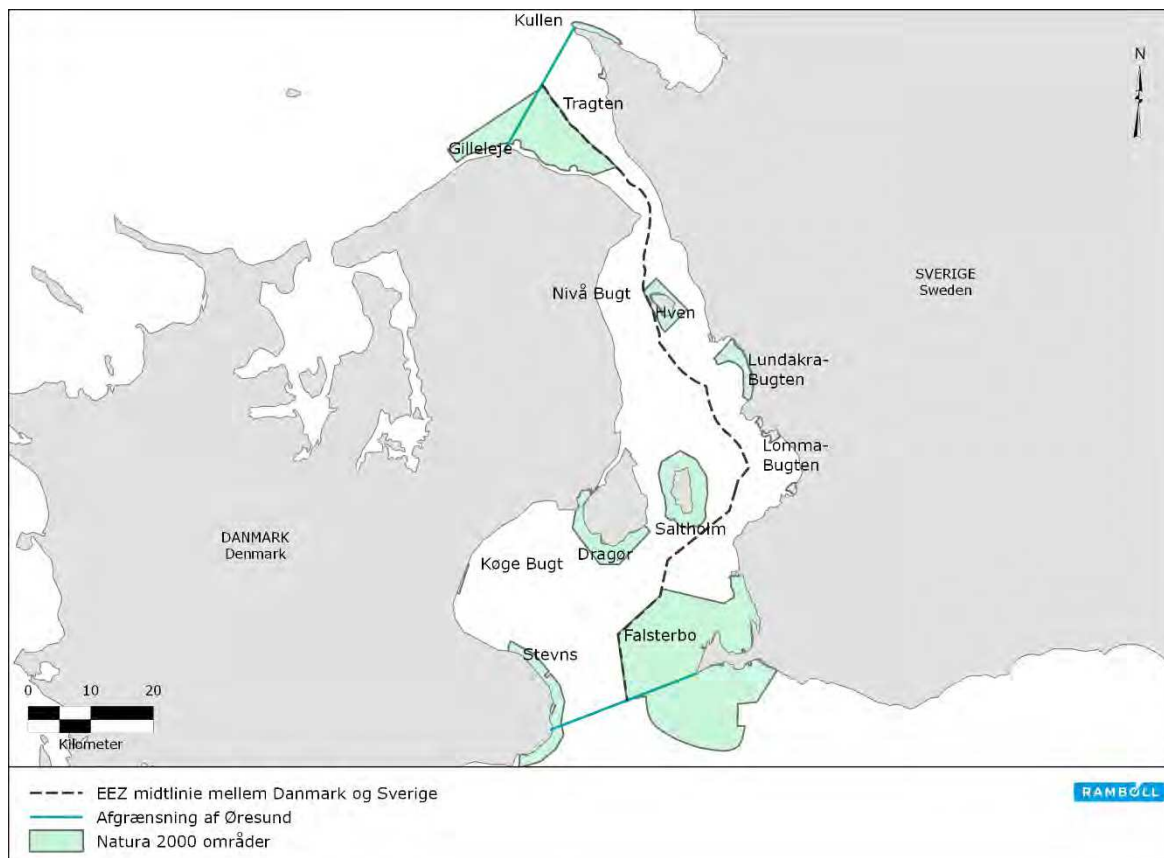 Kullen
N
Tragten
Gilleleje
SVERIGE
Sweden
Nivå Bugt
Hven
Lundakra-
Bugten
Lomma-
Bugten
Saltholm
DANMARK
Denmark
Dragør
Køge Bugt
Falsterbo
Stevns
0 10 20
Kilometer
EEZ midtlinie mellem Danmark og Sverige
Afgrænsning af Øresund
Natura 2000 områder
RAMBOLL